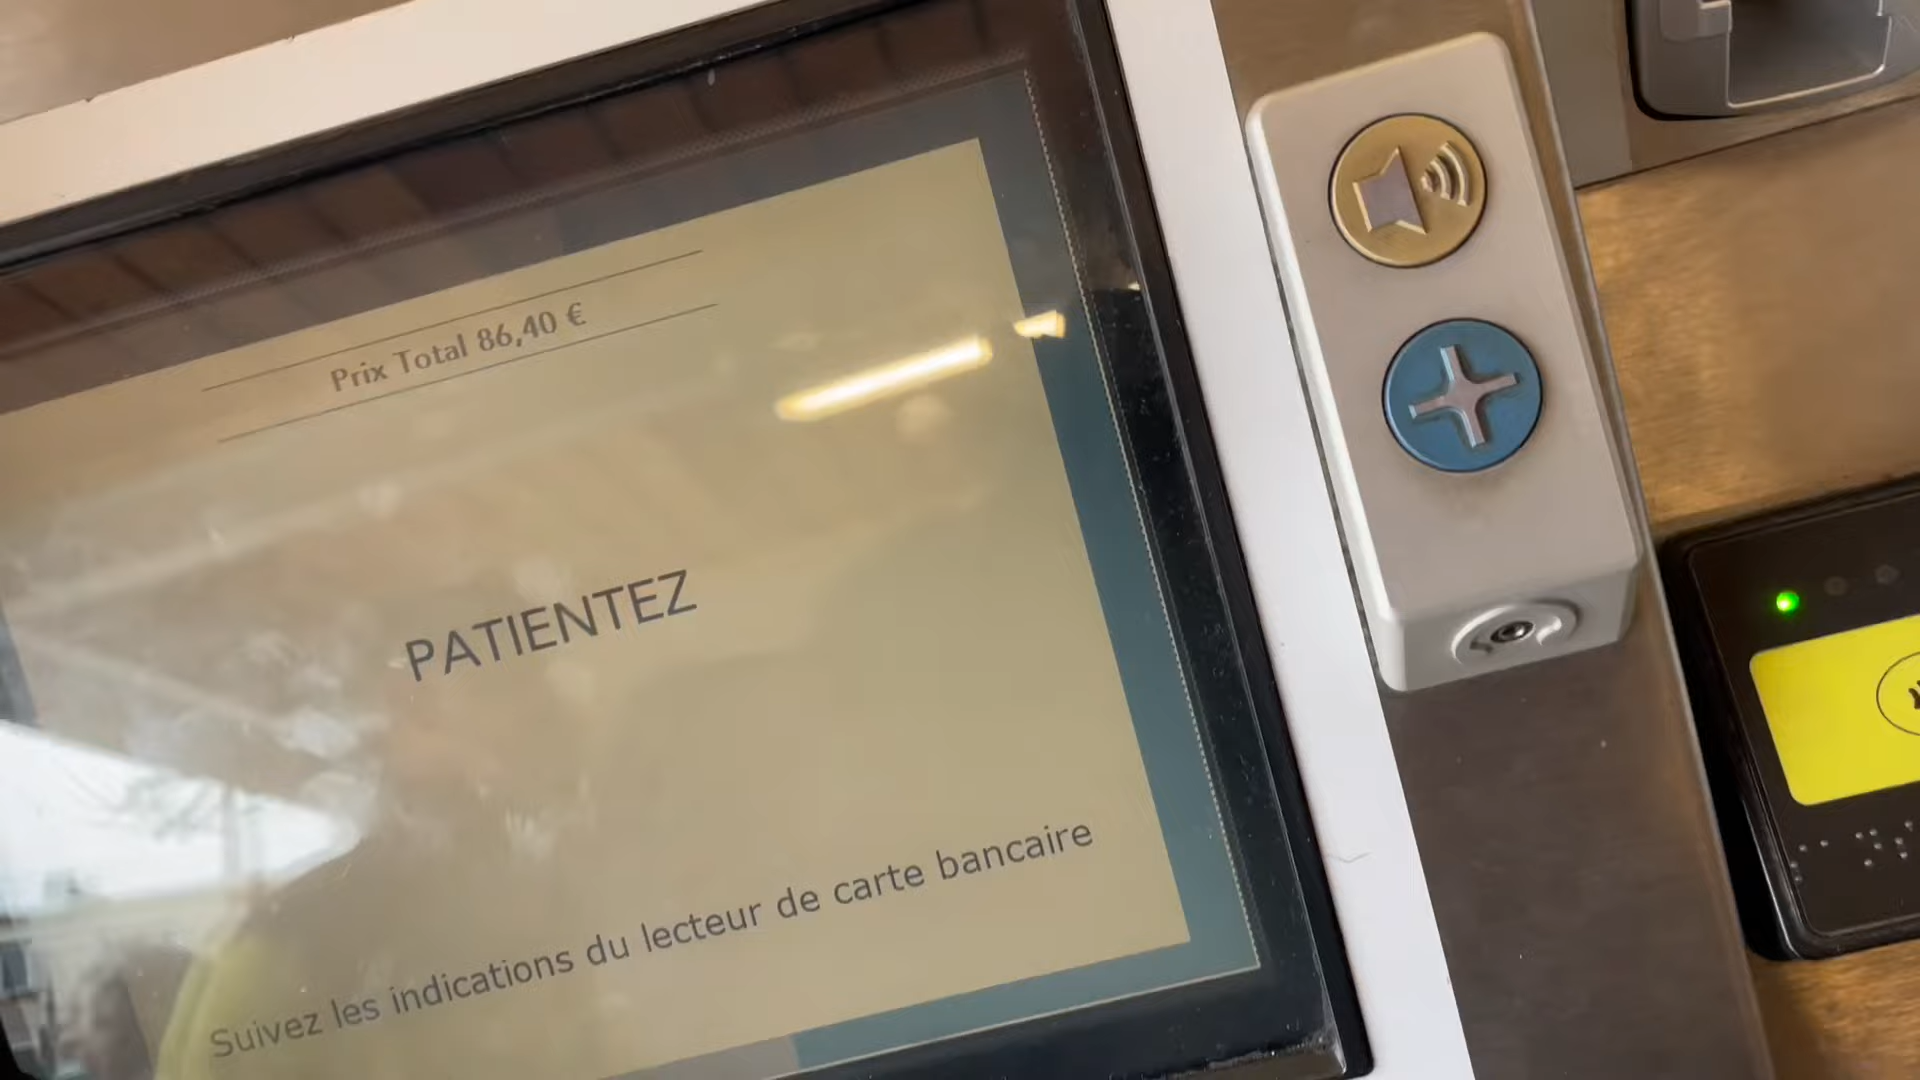 Prix Total 86,40 €
PATIENTEZ
Suivez les indications du lecteur de carte bancaire